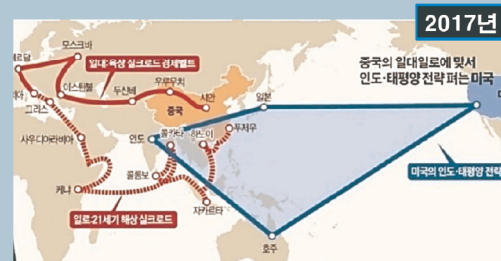 2017년
모스크바
중국의 일대일로에 맞서
인도·태평양 전략 펴는 미국
일대:육상 실크로드 경제벨트
우루무치
이스탄불
두샨베
시안
중국
그리스
일본
사우디아라비아
인도
콜카타
하노이
푸저우
미국의 인도·태평양 전략
콜롬보
케냐
일로:21세기 해상 실크로드
자카르타
호주